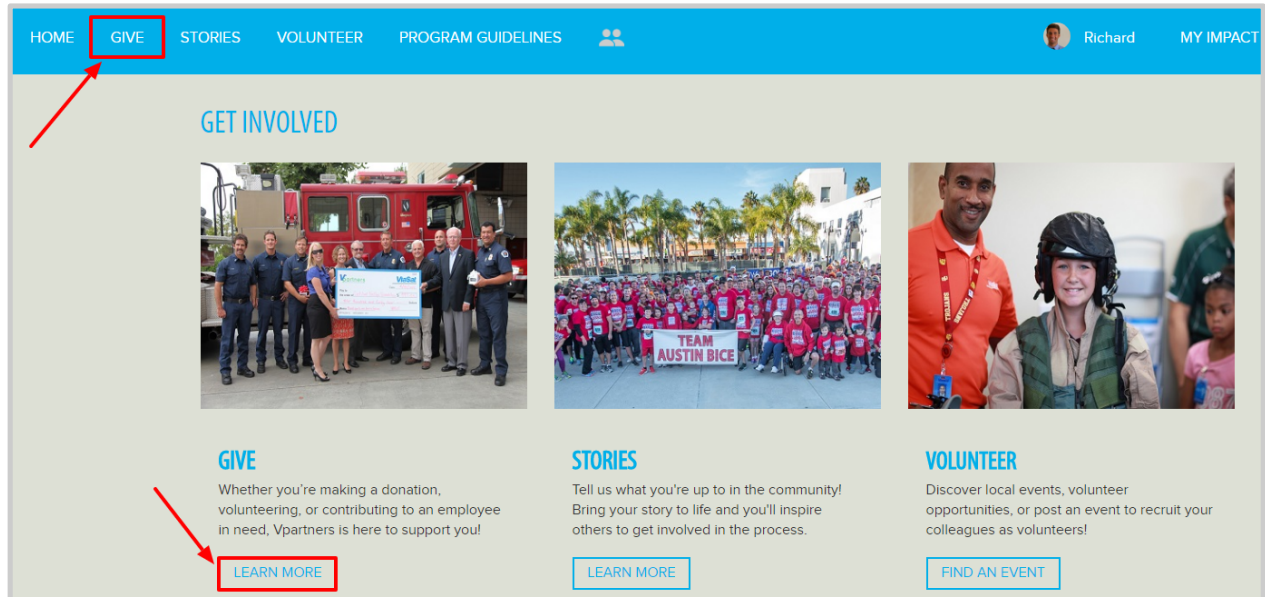 HOME GIVE STORIES VOLUNTEER PROGRAM GUIDELINES Richard MY IMPACT
GET INVOLVED
Vpartners ViaSat
TEAM
AUSTIN BICE
GIVE
Whether you're making a donation,
volunteering, or contributing to an employee
in need, Vpartners is here to support you!
LEARN MORE
STORIES
Tell us what you're up to in the community!
Bring your story to life and you'll inspire
others to get involved in the process.
LEARN MORE
VOLUNTEER
Discover local events, volunteer
opportunities, or post an event to recruit your
colleagues as volunteers!
FIND AN EVENT